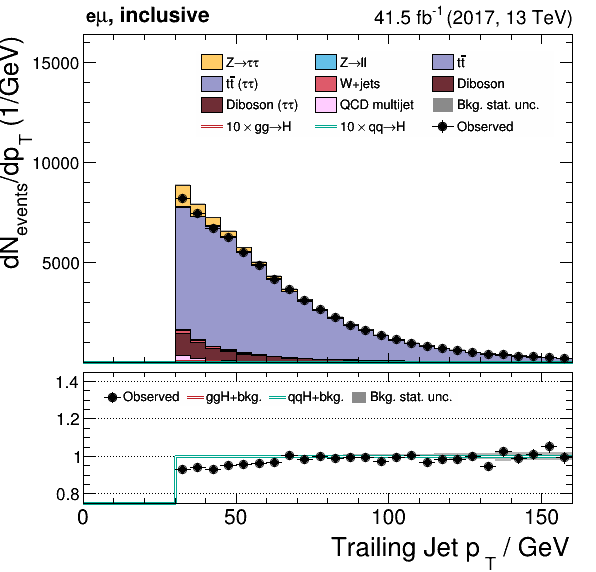 eμ, inclusive 41.5 fb⁻¹ (2017, 13 TeV)
dN_events/dp_T (1/GeV)
15000
10000
5000
Z→ττ Z→ll tt̄
tt̄ (ττ) W+jets Diboson
Diboson (ττ) QCD multijet Bkg. stat. unc.
10 × gg→H 10 × qq→H Observed
1.4
1.2
1
0.8
Observed ggH+bkg. qqH+bkg. Bkg. stat. unc.
0 50 100 150
Trailing Jet p_T / GeV